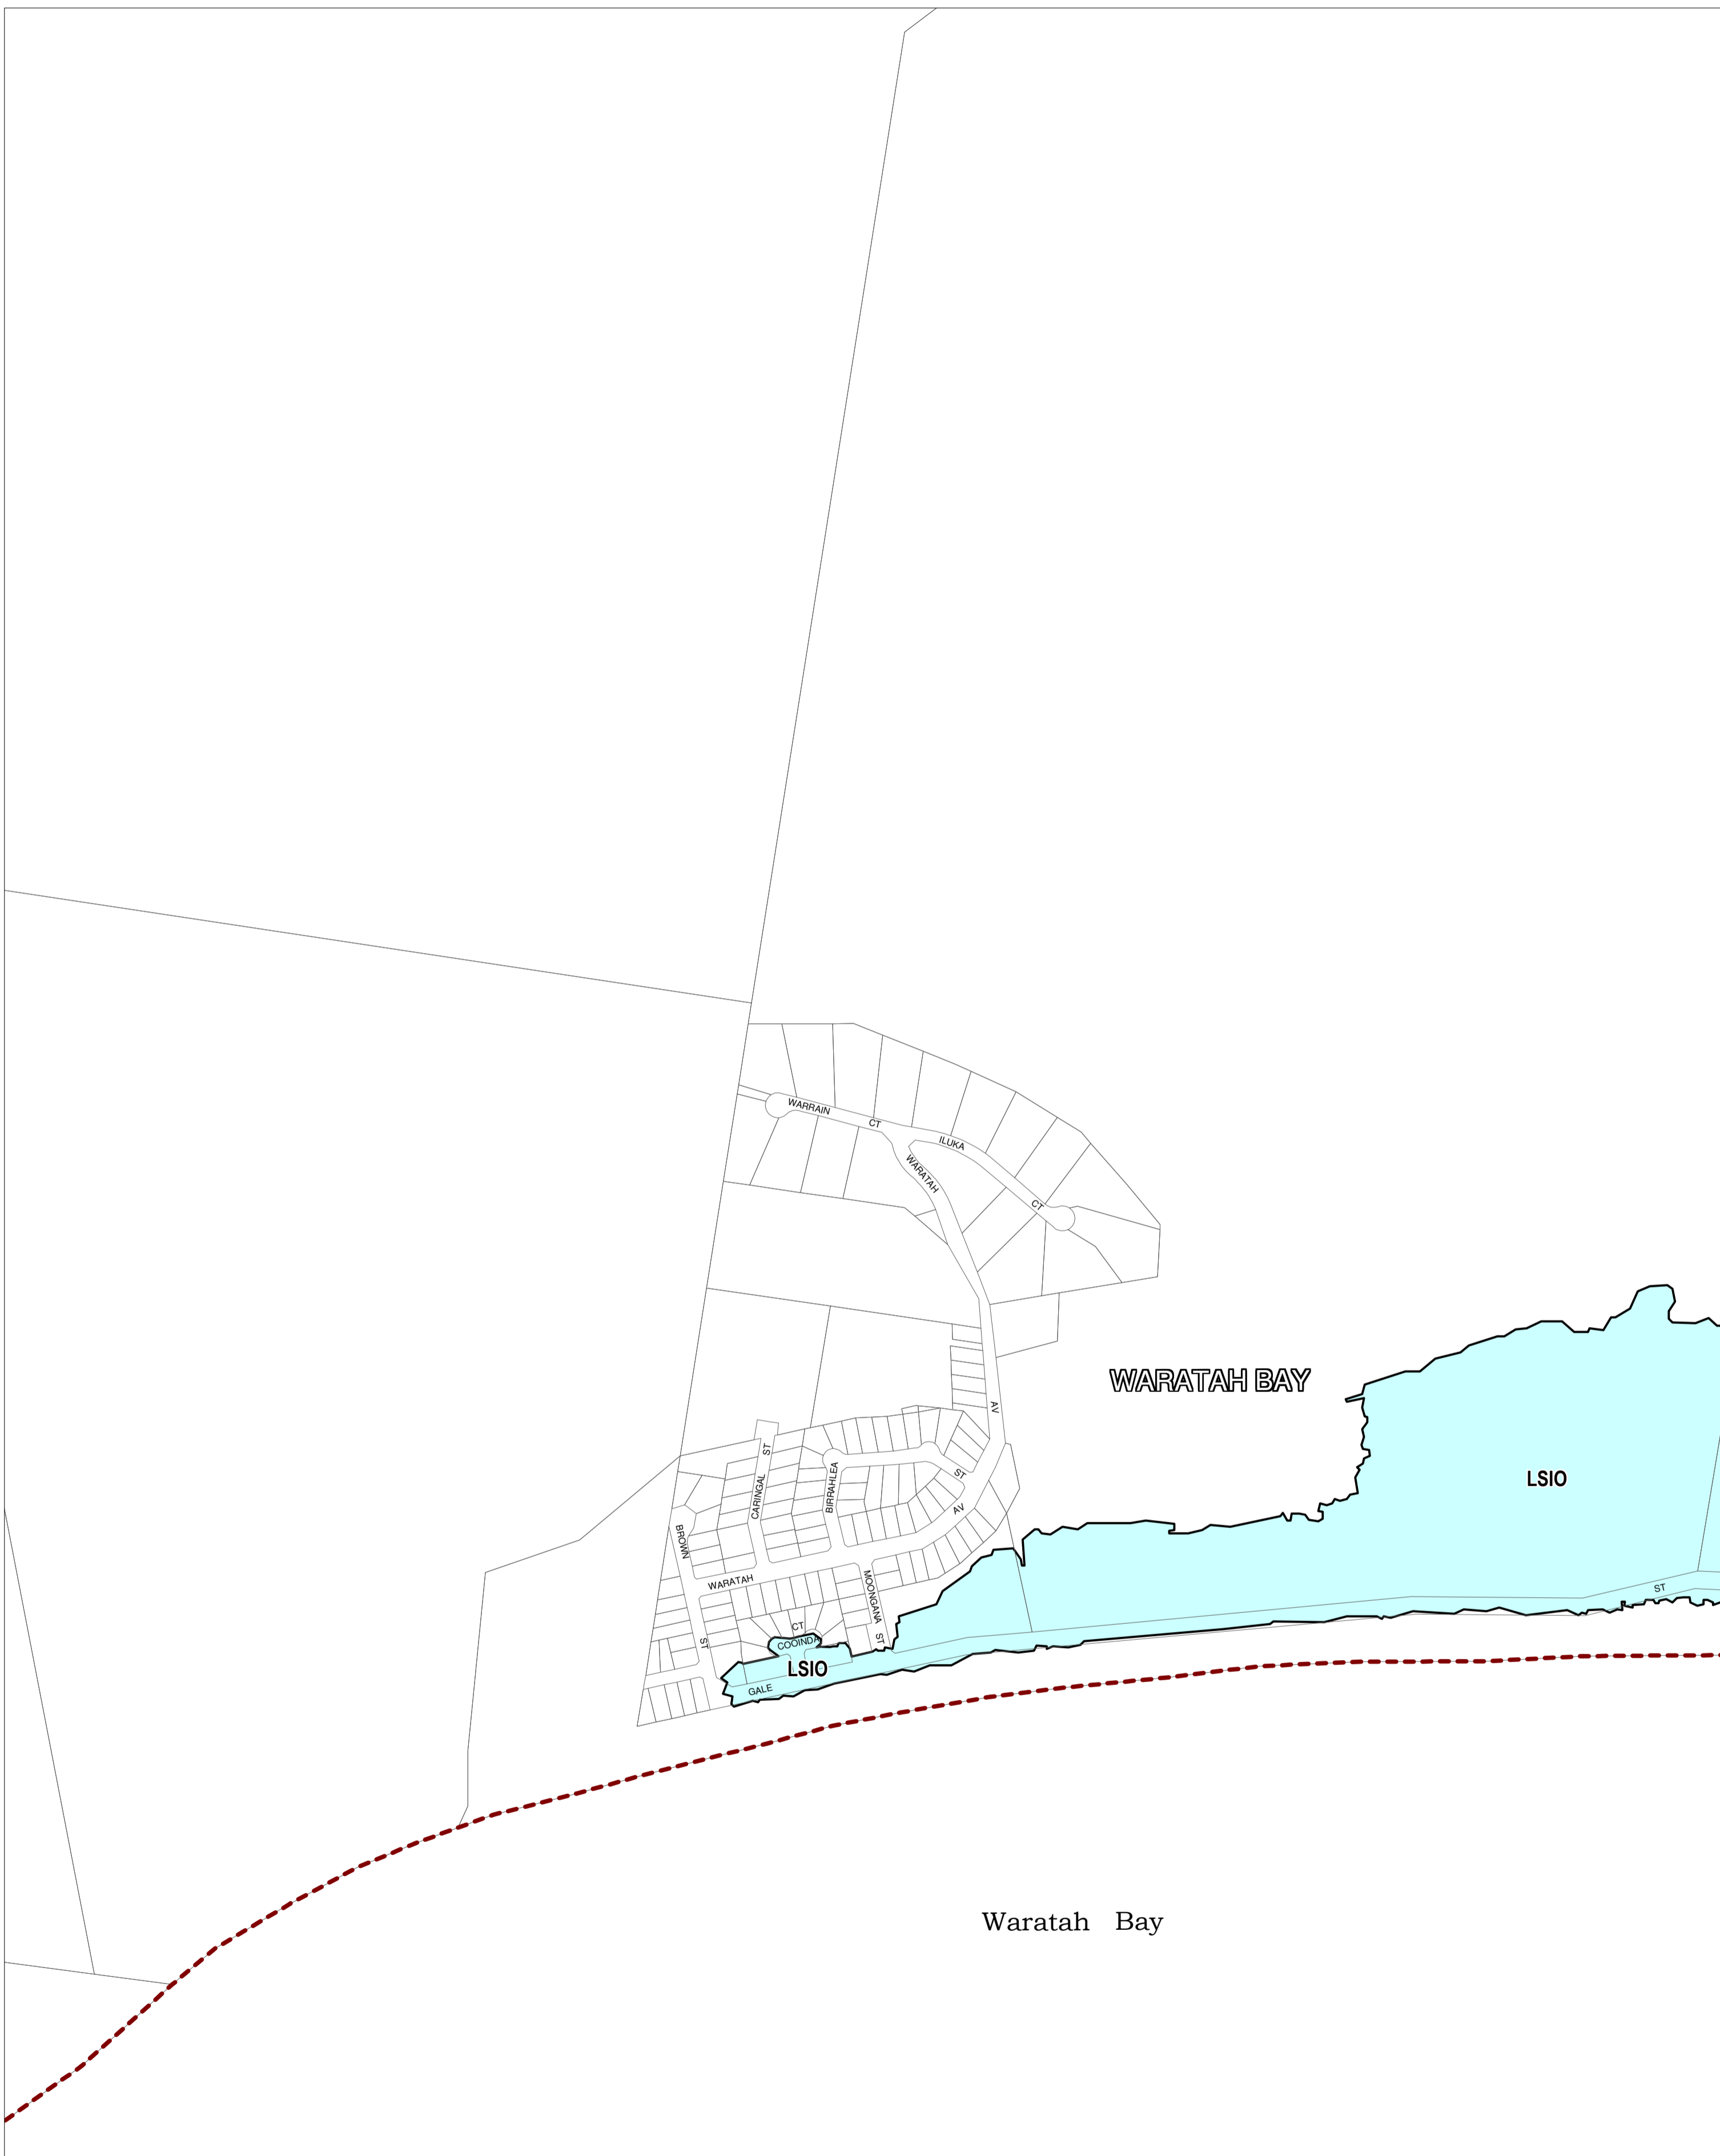 WARRAIN
CT
ILUKA
WARATAH
CT
WARATAH BAY
AV
ST
CARINGAL
BIRRAHLEA
ST
LSIO
AV
BROWN
WARATAH
MOONGANA
ST
ST
CT
COOINDA
ST
LSIO
GALE
Waratah Bay